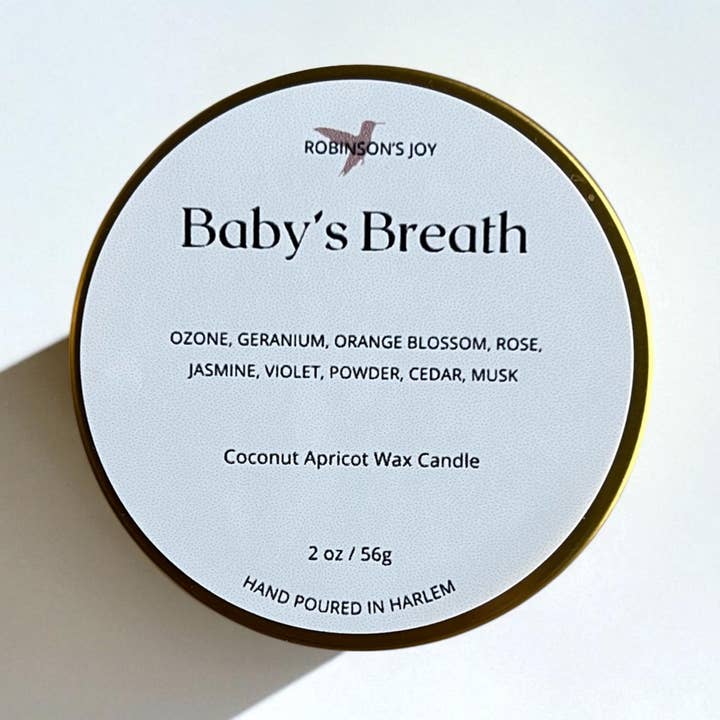 ROBINSON'S JOY
Baby's Breath
OZONE, GERANIUM, ORANGE BLOSSOM, ROSE,
JASMINE, VIOLET, POWDER, CEDAR, MUSK
Coconut Apricot Wax Candle
2 oz / 56g
HAND POURED IN HARLEM